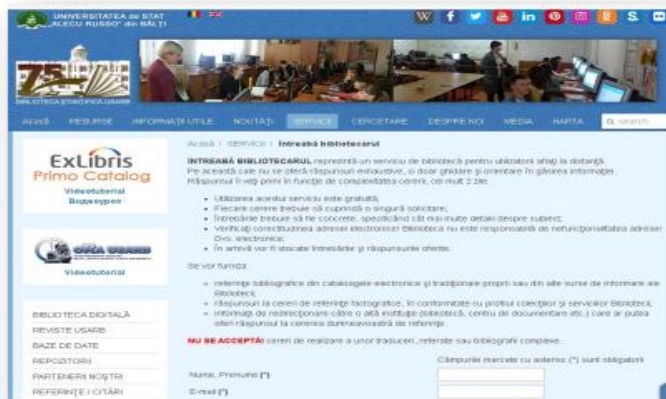 UNIVERSITATEA de STAT
"ALECU RUSSO" din BĂLȚI
75
BIBLIOTECA ȘTIINȚIFICĂ USARB
Acasă RESURSE INFORMAȚII UTILE NOUTĂȚI SERVICII CERCETARE DESPRE NOI MEDIA HARTA search
Acasă SERVICII Întreabă bibliotecarul
ExLibris
Primo Catalog
Videotutorial
Видеоурок
OPAC USARB
Videotutorial
BIBLIOTECA DIGITALĂ
REVISTE USARB
BAZE DE DATE
REPOZITORII
PARTENERII NOȘTRI
REFERINȚE / CITĂRI
ÎNTREABĂ BIBLIOTECARUL reprezintă un serviciu de bibliotecă pentru utilizatorii aflați la distanță.
Pe această cale nu se oferă răspunsuri exhaustive, ci doar ghidare și orientare în găsirea informației.
Răspunsul îl veți primi în funcție de complexitatea cererii, cel mult 2 zile.
Utilizarea acestui serviciu este gratuită;
Fiecare cerere trebuie să cuprindă o singură solicitare;
Întrebările trebuie să fie concrete, specificând cât mai multe detalii despre subiect;
Verificați corectitudinea adresei electronice! Biblioteca nu este responsabilă de nefuncționalitatea adresei
Dvs. electronice;
În arhivă vor fi stocate întrebările și răspunsurile oferite.
Se vor furniza:
referințe bibliografice din cataloagele electronice și tradiționale proprii sau din alte surse de informare ale
Bibliotecii;
răspunsuri la cereri de referințe factografice, în conformitate cu profilul colecțiilor și serviciilor Bibliotecii;
informații de redirecționare către o altă instituție (bibliotecă, centru de documentare etc.) care ar putea
oferi răspunsul la cererea dumneavoastră de referințe.
NU SE ACCEPTĂ! cereri de realizare a unor traduceri, referate sau bibliografii complexe.
Câmpurile marcate cu asterisc (*) sunt obligatorii
Nume, Prenume (*)
E-mail (*)